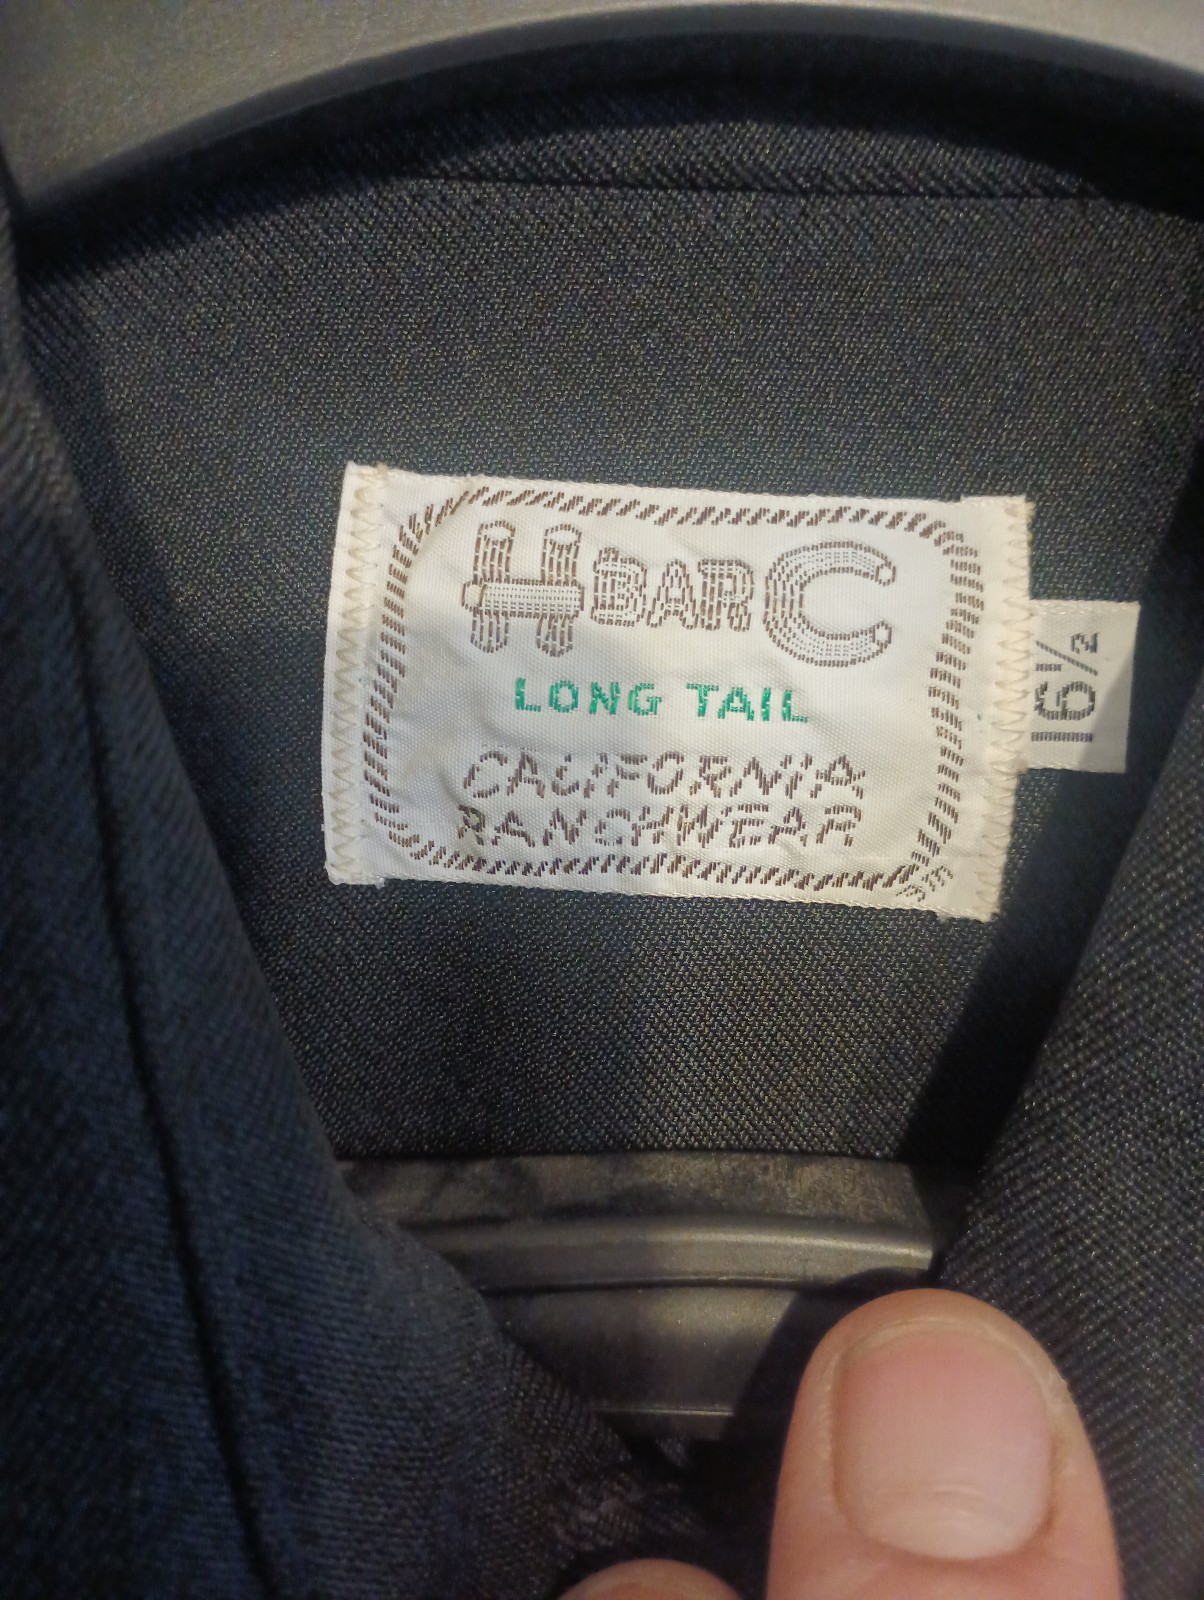 H BAR C
LONG TAIL
CALIFORNIA
RANCHWEAR
16½